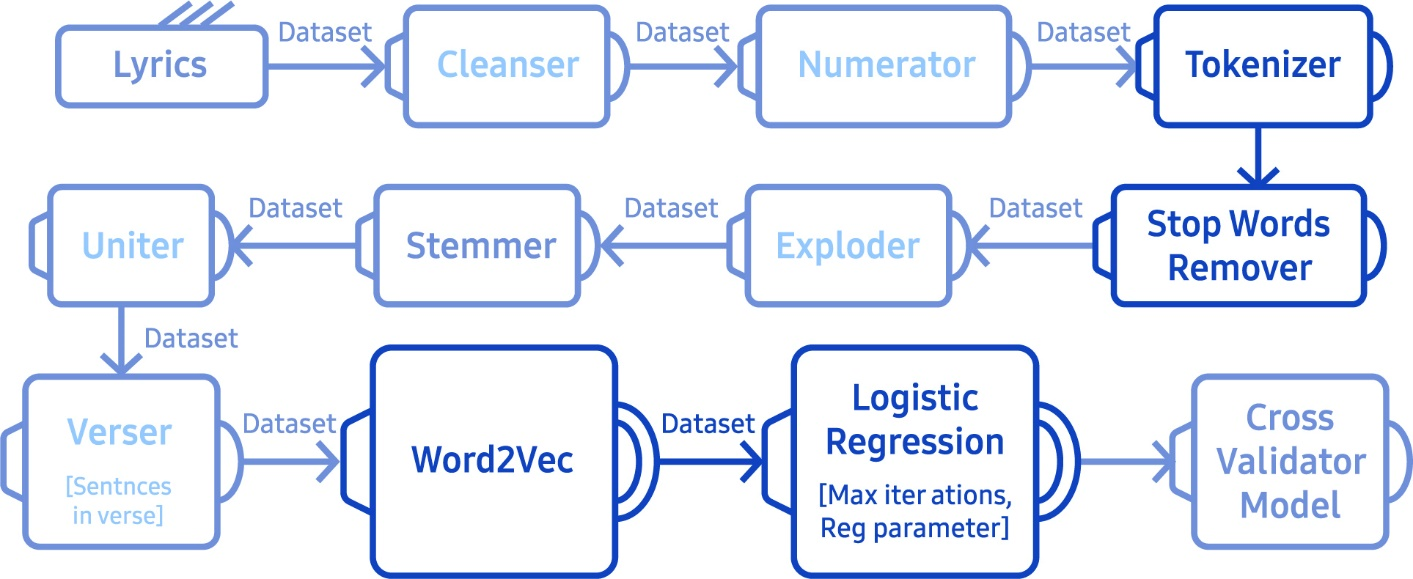 Lyrics
Dataset
Cleanser
Dataset
Numerator
Dataset
Tokenizer
Stop Words
Remover
Dataset
Exploder
Dataset
Stemmer
Dataset
Uniter
Dataset
Verser
[Sentnces
in verse]
Dataset
Word2Vec
Dataset
Logistic
Regression
[Max iter ations,
Reg parameter]
Cross
Validator
Model